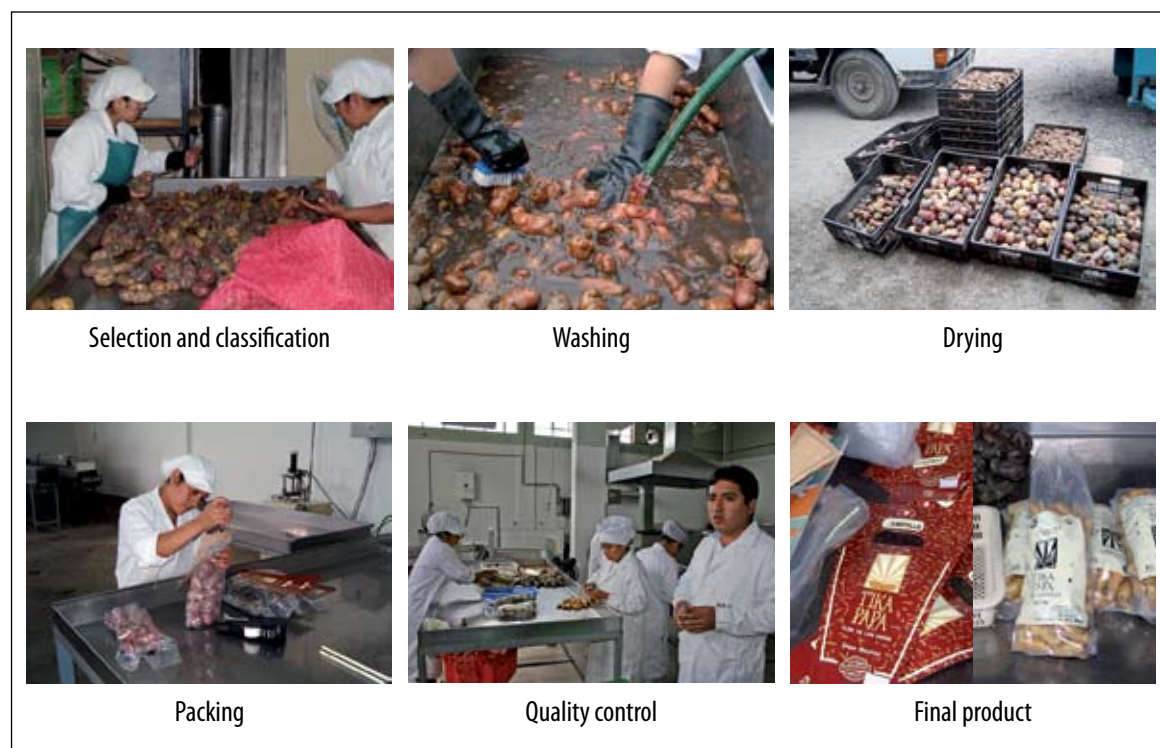 Selection and classification
Washing
Drying
Packing
Quality control
TIKA
PAPA
TIKA
PAPA
Final product